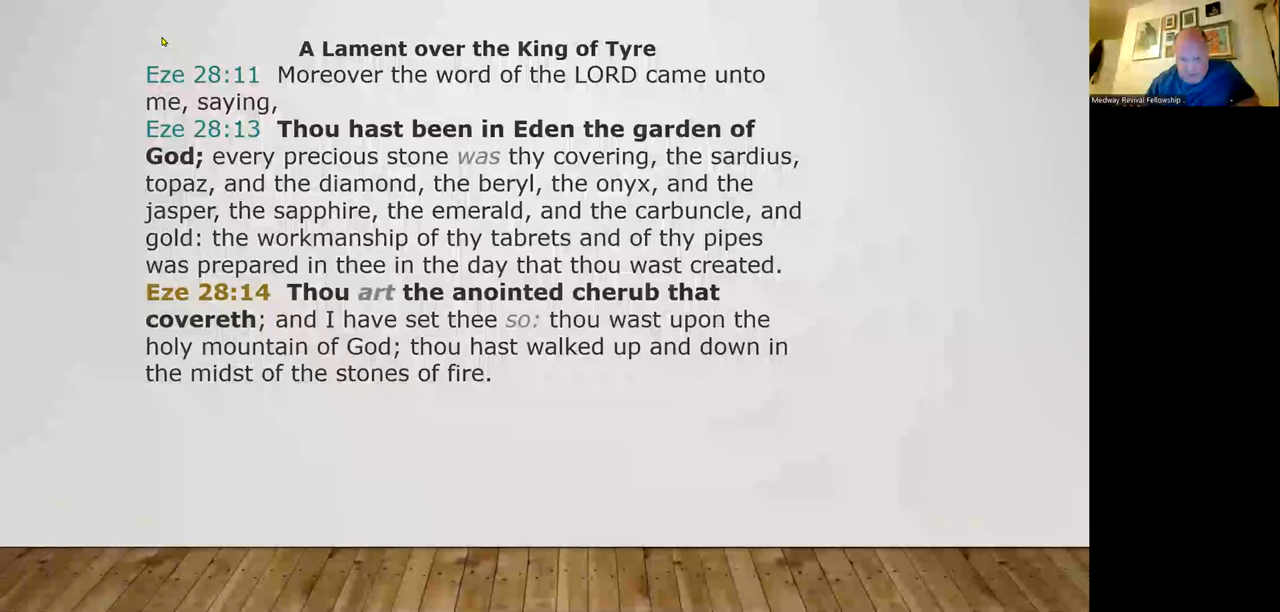 A Lament over the King of Tyre
Eze 28:11 Moreover the word of the LORD came unto
me, saying,
Eze 28:13 Thou hast been in Eden the garden of
God; every precious stone was thy covering, the sardius,
topaz, and the diamond, the beryl, the onyx, and the
jasper, the sapphire, the emerald, and the carbuncle, and
gold: the workmanship of thy tabrets and of thy pipes
was prepared in thee in the day that thou wast created.
Eze 28:14 Thou art the anointed cherub that
covereth; and I have set thee so: thou wast upon the
holy mountain of God; thou hast walked up and down in
the midst of the stones of fire.
Medway Revival Fellowship .